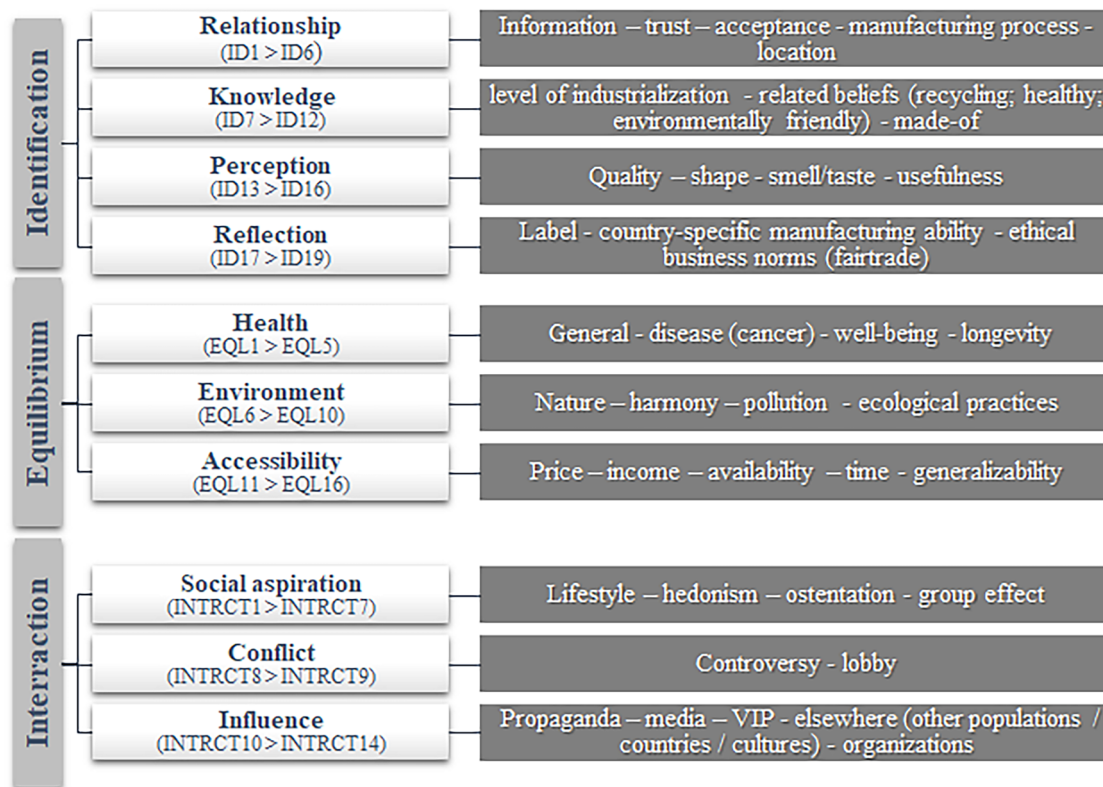 Identification
Relationship
(ID1 > ID6)
Information – trust – acceptance - manufacturing process -
location
Knowledge
(ID7 > ID12)
level of industrialization - related beliefs (recycling; healthy;
environmentally friendly) - made-of
Perception
(ID13 > ID16)
Quality – shape - smell/taste - usefulness
Reflection
(ID17 > ID19)
Label - country-specific manufacturing ability - ethical
business norms (fairtrade)
Equilibrium
Health
(EQL1 > EQL5)
General - disease (cancer) - well-being - longevity
Environment
(EQL6 > EQL10)
Nature – harmony – pollution - ecological practices
Accessibility
(EQL11 > EQL16)
Price – income – availability – time - generalizability
Interraction
Social aspiration
(INTRCT1 > INTRCT7)
Lifestyle – hedonism – ostentation - group effect
Conflict
(INTRCT8 > INTRCT9)
Controversy - lobby
Influence
(INTRCT10 > INTRCT14)
Propaganda – media – VIP - elsewhere (other populations /
countries / cultures) - organizations